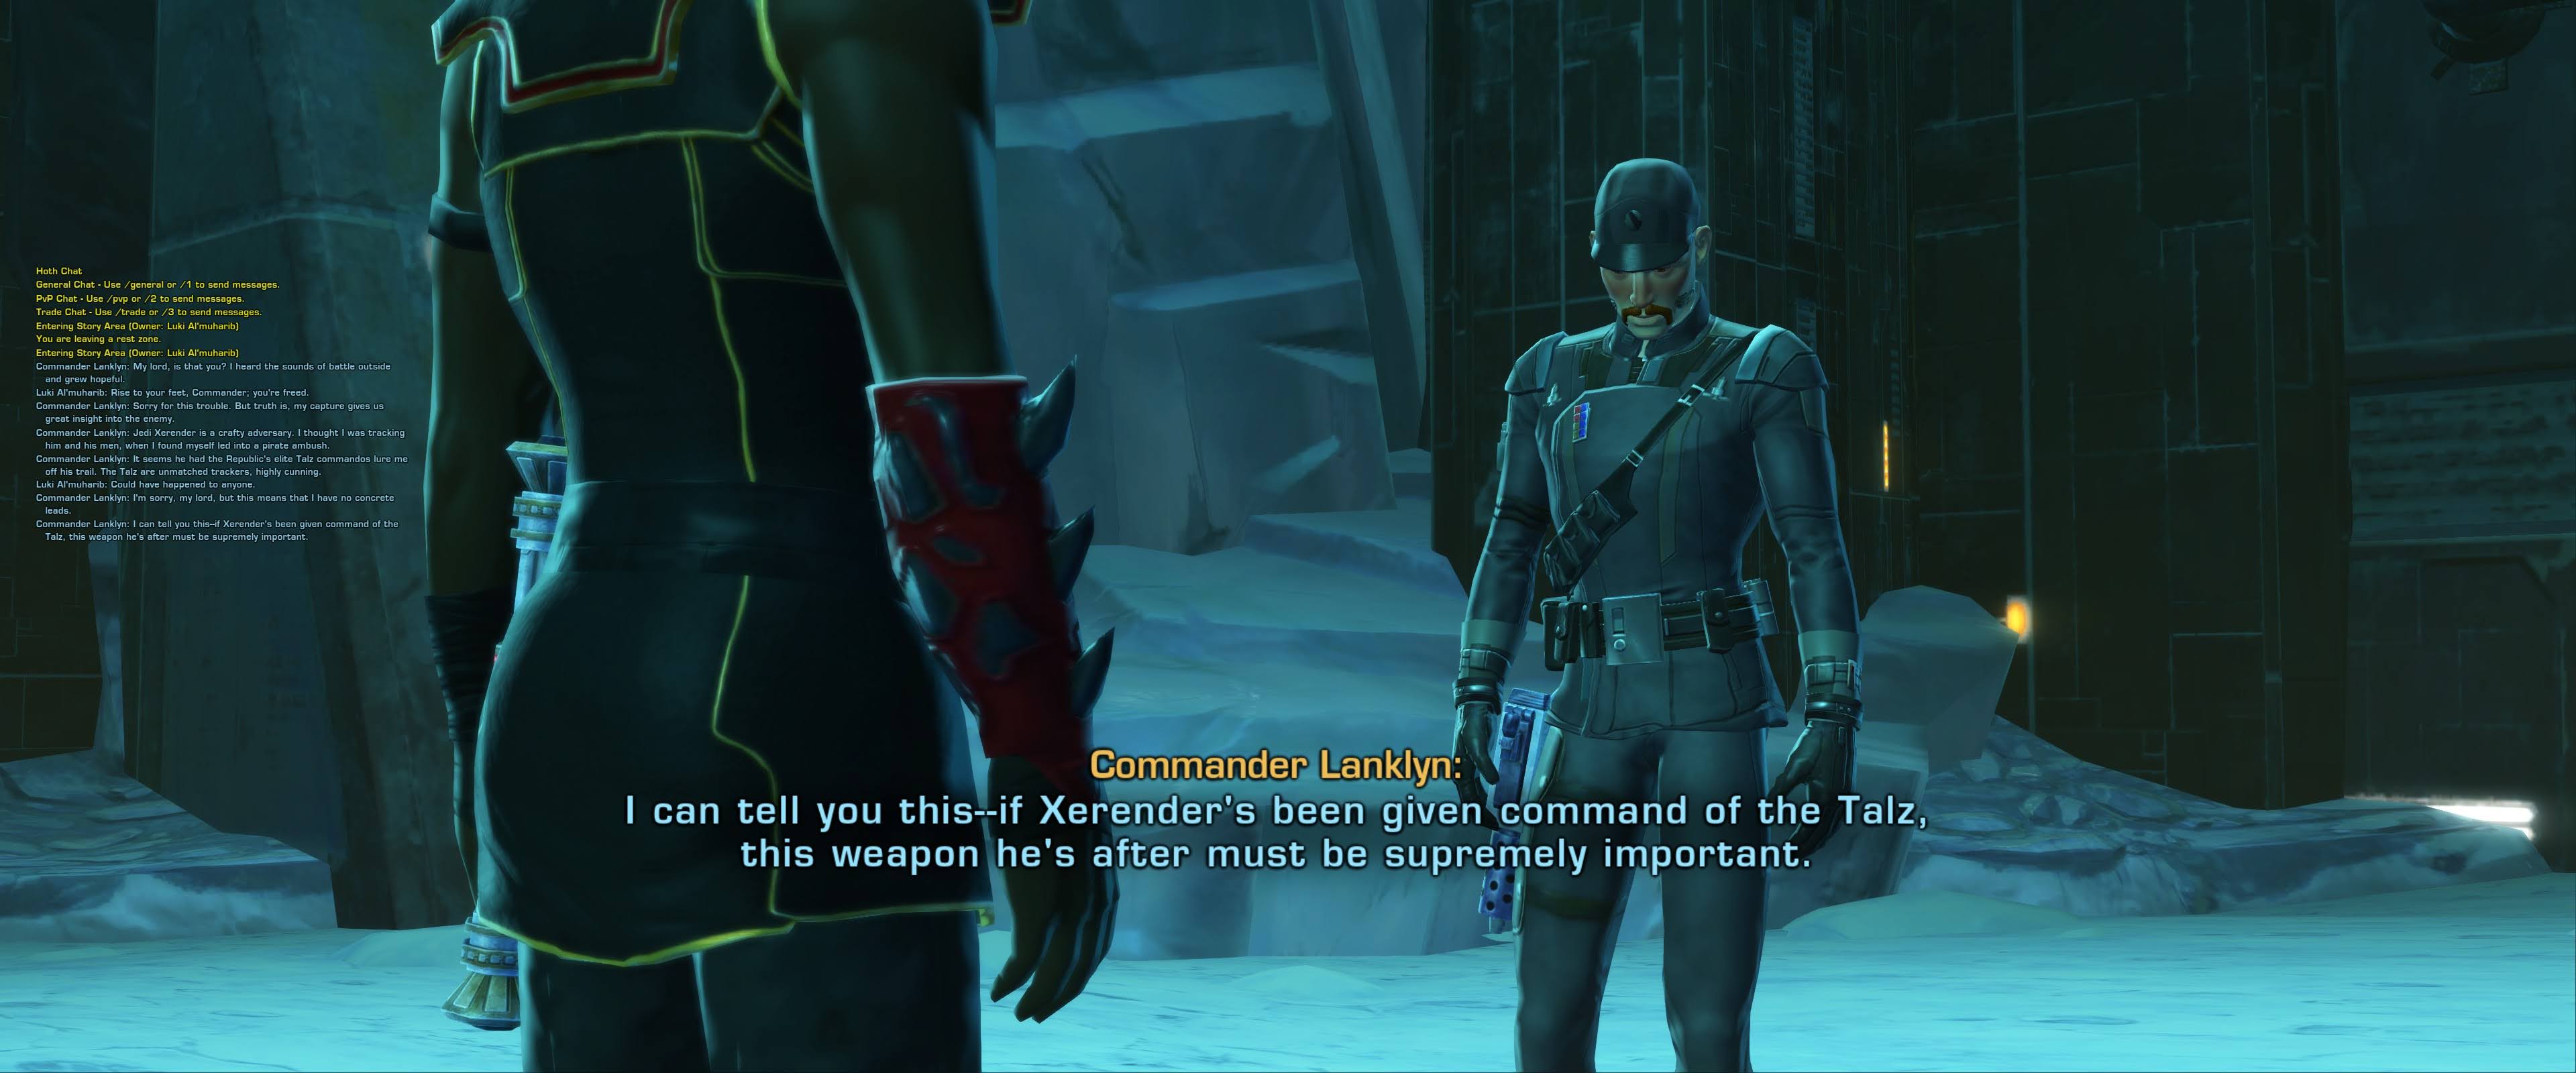 Hoth Chat
General Chat - Use /general or /1 to send messages.
PvP Chat - Use /pvp or /2 to send messages.
Trade Chat - Use /trade or /3 to send messages.
Entering Story Area (Owner: Luki Al'muharib)
You are leaving a rest zone.
Entering Story Area (Owner: Luki Al'muharib)
Commander Lanklyn: My lord, is that you? I heard the sounds of battle outside
and grew hopeful.
Luki Al'muharib: Rise to your feet, Commander; you're freed.
Commander Lanklyn: Sorry for this trouble. But truth is, my capture gives us
great insight into the enemy.
Commander Lanklyn: Jedi Xerender is a crafty adversary. I thought I was tracking
him and his men, when I found myself led into a pirate ambush.
Commander Lanklyn: It seems he had the Republic's elite Talz commandos lure me
off his trail. The Talz are unmatched trackers, highly cunning.
Luki Al'muharib: Could have happened to anyone.
Commander Lanklyn: I'm sorry, my lord, but this means that I have no concrete
leads.
Commander Lanklyn: I can tell you this--if Xerender's been given command of the
Talz, this weapon he's after must be supremely important.
Commander Lanklyn:
I can tell you this--if Xerender's been given command of the Talz,
this weapon he's after must be supremely important.